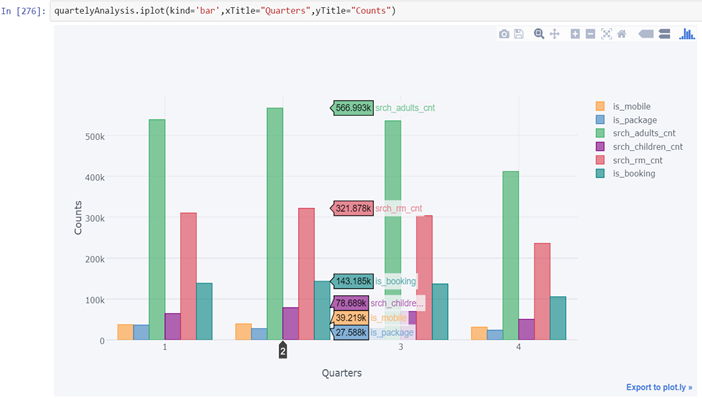 In [276]: quartelyAnalysis.iplot(kind='bar',xTitle="Quarters",yTitle="Counts")
566.993k srch_adults_cnt
321.878k srch_rm_cnt
143.185k is_booking
78.689k srch_childre...
39.219k is_mobile
27.588k is_package
is_mobile
is_package
srch_adults_cnt
srch_children_cnt
srch_rm_cnt
is_booking
500k
400k
300k
200k
100k
0
Counts
1
2
3
4
Quarters
Export to plot.ly »